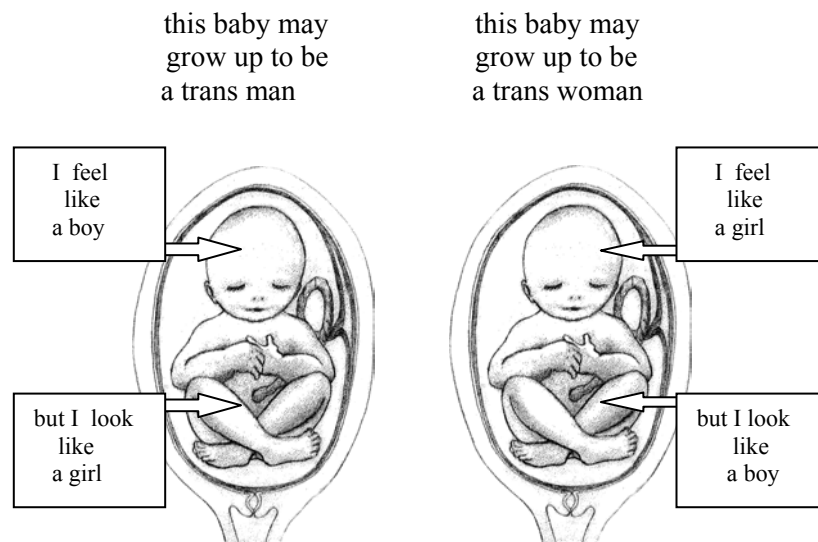 this baby may
grow up to be
a trans man
this baby may
grow up to be
a trans woman
I feel
like
a boy
but I look
like
a girl
I feel
like
a girl
but I look
like
a boy